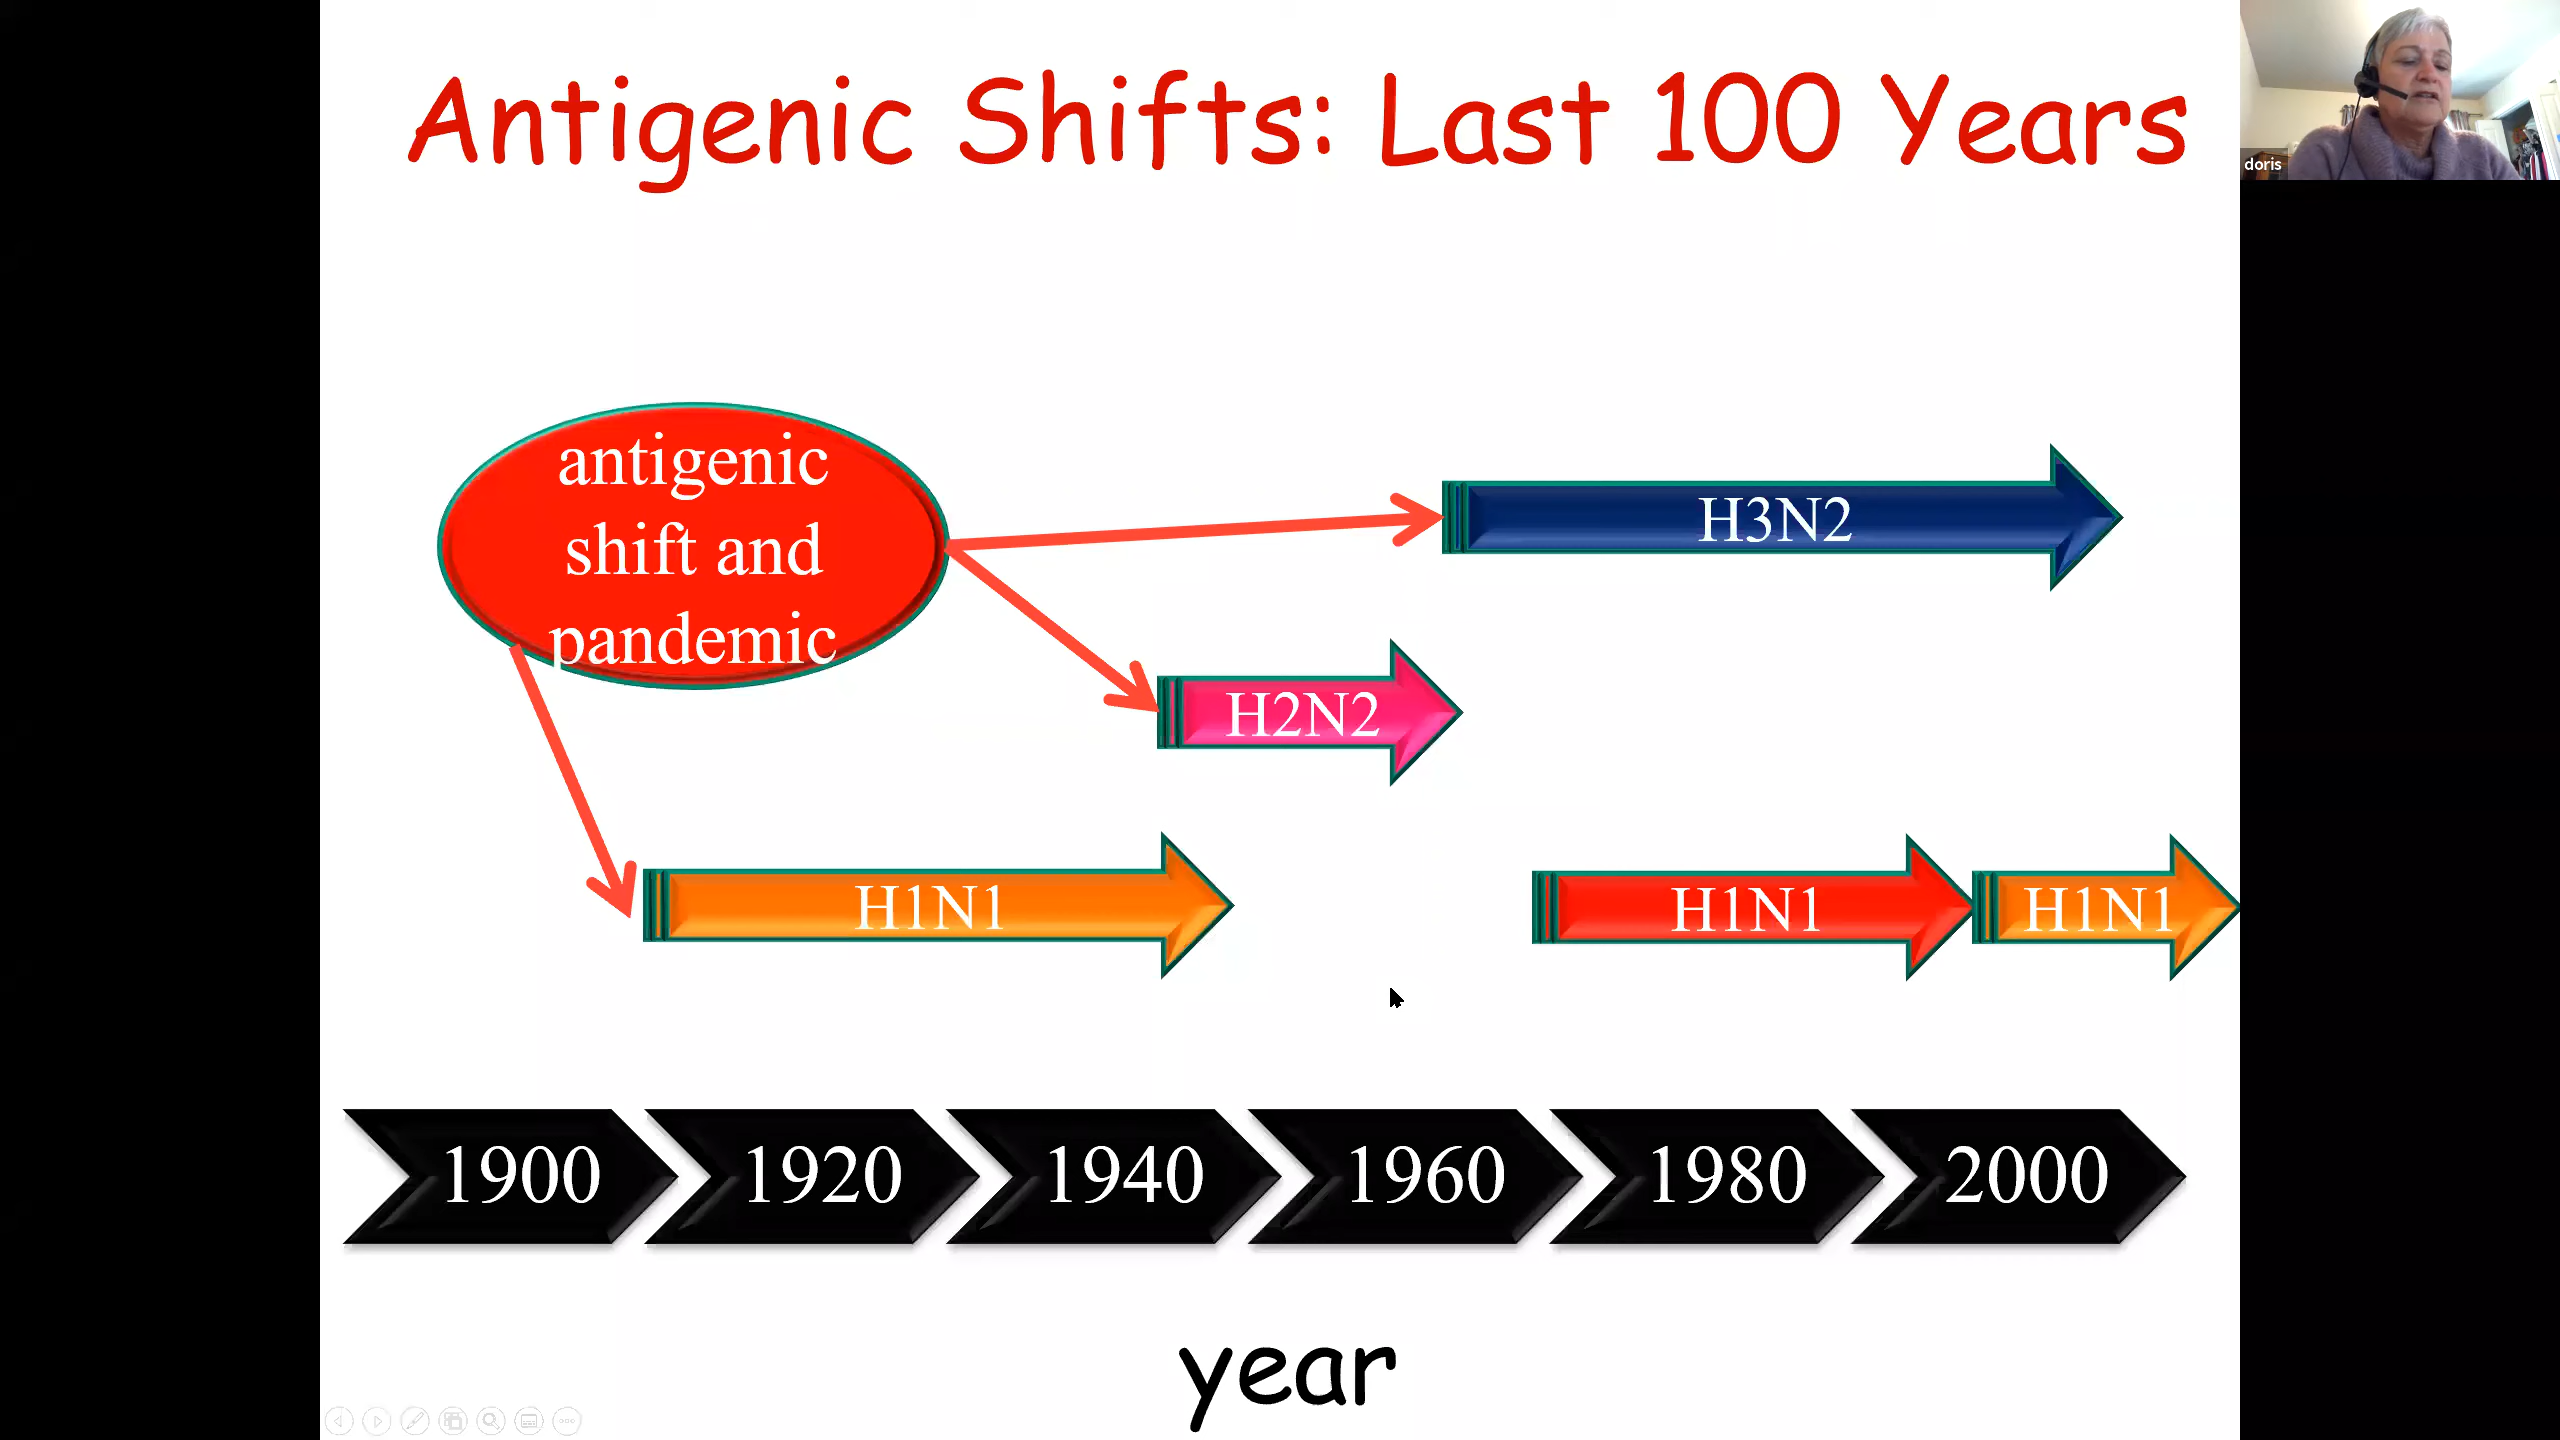 Antigenic Shifts: Last 100 Years
doris
antigenic
shift and
pandemic
H3N2
H2N2
H1N1
H1N1
H1N1
1900
1920
1940
1960
1980
2000
year